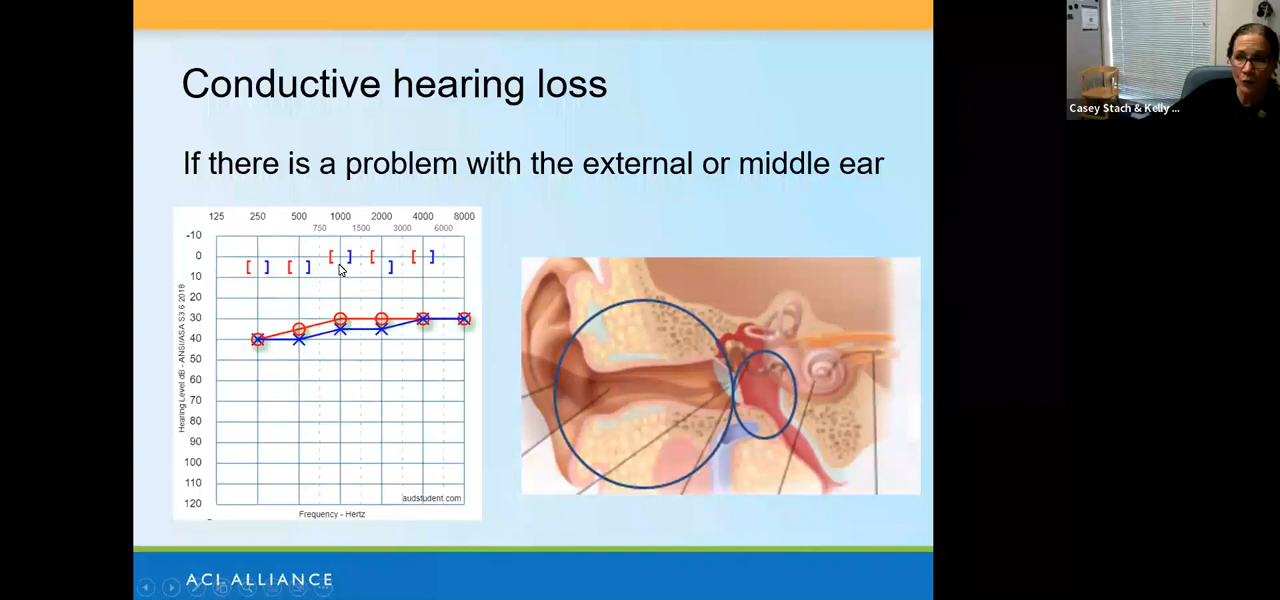 Conductive hearing loss
If there is a problem with the external or middle ear
125 250 500 1000 2000 4000 8000
750 1500 3000 6000
-10
0
10
20
30
40
50
60
70
80
90
100
110
120
Hearing Level dB - ANSI/ASA S3.6 2018
[ ] [ ] [ ] [ ] [ ]
audstudent.com
Frequency - Hertz
ACI ALLIANCE
Casey Stach & Kelly ...